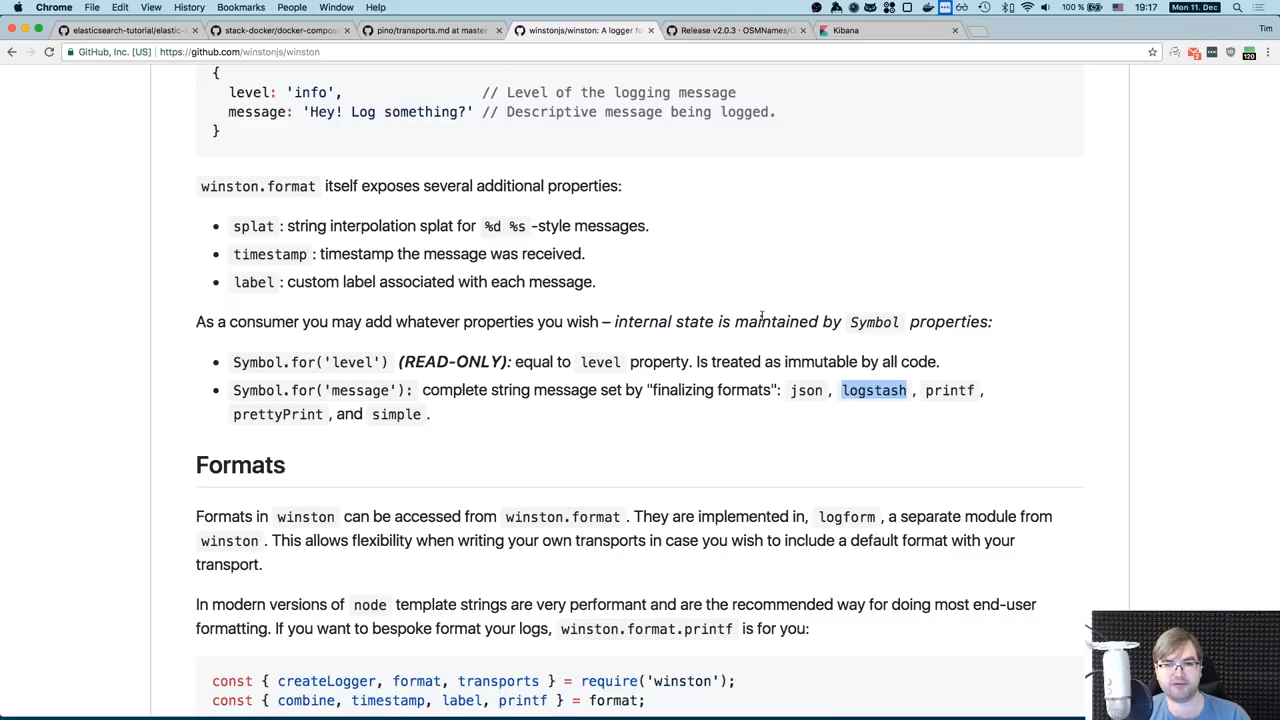 Chrome File Edit View History Bookmarks People Window Help 100 % Mon 11. Dec 19:17
elasticsearch-tutorial/elastic-s stack-docker/docker-compos pino/transports.md at master winstonjs/winston: A logger fo Release v2.0.3 · OSMNames/O Kibana Tim
GitHub, Inc. [US] https://github.com/winstonjs/winston 120
{
level: 'info', // Level of the logging message
message: 'Hey! Log something?' // Descriptive message being logged.
}
winston.format itself exposes several additional properties:
• splat : string interpolation splat for %d %s -style messages.
• timestamp : timestamp the message was received.
• label : custom label associated with each message.
As a consumer you may add whatever properties you wish – internal state is maintained by Symbol properties:
• Symbol.for('level') (READ-ONLY): equal to level property. Is treated as immutable by all code.
• Symbol.for('message'): complete string message set by "finalizing formats": json , logstash , printf ,
prettyPrint , and simple .
Formats
Formats in winston can be accessed from winston.format . They are implemented in, logform , a separate module from
winston . This allows flexibility when writing your own transports in case you wish to include a default format with your
transport.
In modern versions of node template strings are very performant and are the recommended way for doing most end-user
formatting. If you want to bespoke format your logs, winston.format.printf is for you:
const { createLogger, format, transports } = require('winston');
const { combine, timestamp, label, printf } = format;